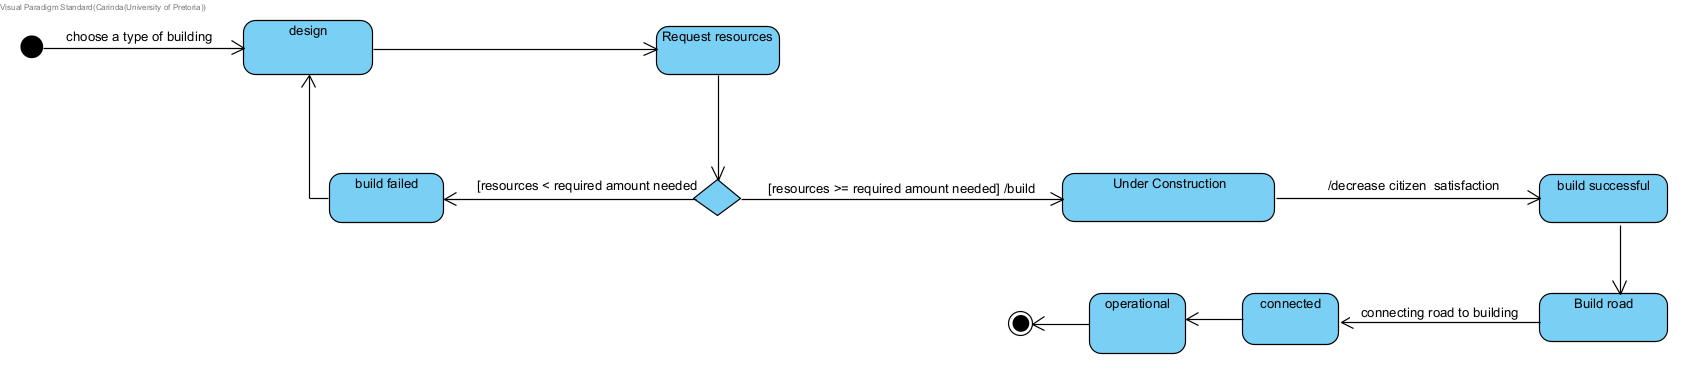 Visual Paradigm Standard(Carinda(University of Pretoria))
choose a type of building
design
Request resources
build failed
[resources < required amount needed
[resources >= required amount needed] /build
Under Construction
/decrease citizen  satisfaction
build successful
operational
connected
connecting road to building
Build road